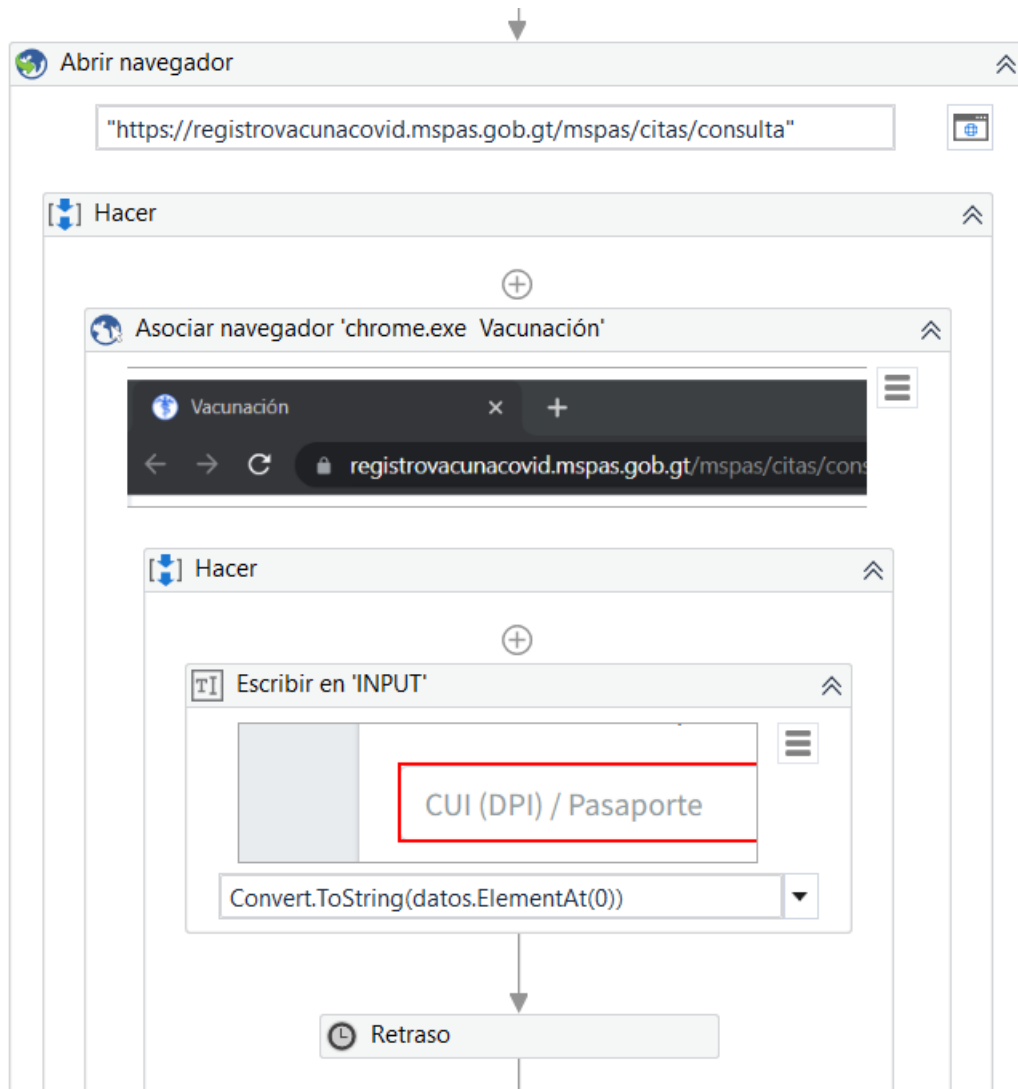 Abrir navegador
"https://registrovacunacovid.mspas.gob.gt/mspas/citas/consulta"
Hacer
Asociar navegador 'chrome.exe  Vacunación'
Vacunación
registrovacunacovid.mspas.gob.gt/mspas/citas/cons
Hacer
Escribir en 'INPUT'
CUI (DPI) / Pasaporte
Convert.ToString(datos.ElementAt(0))
Retraso